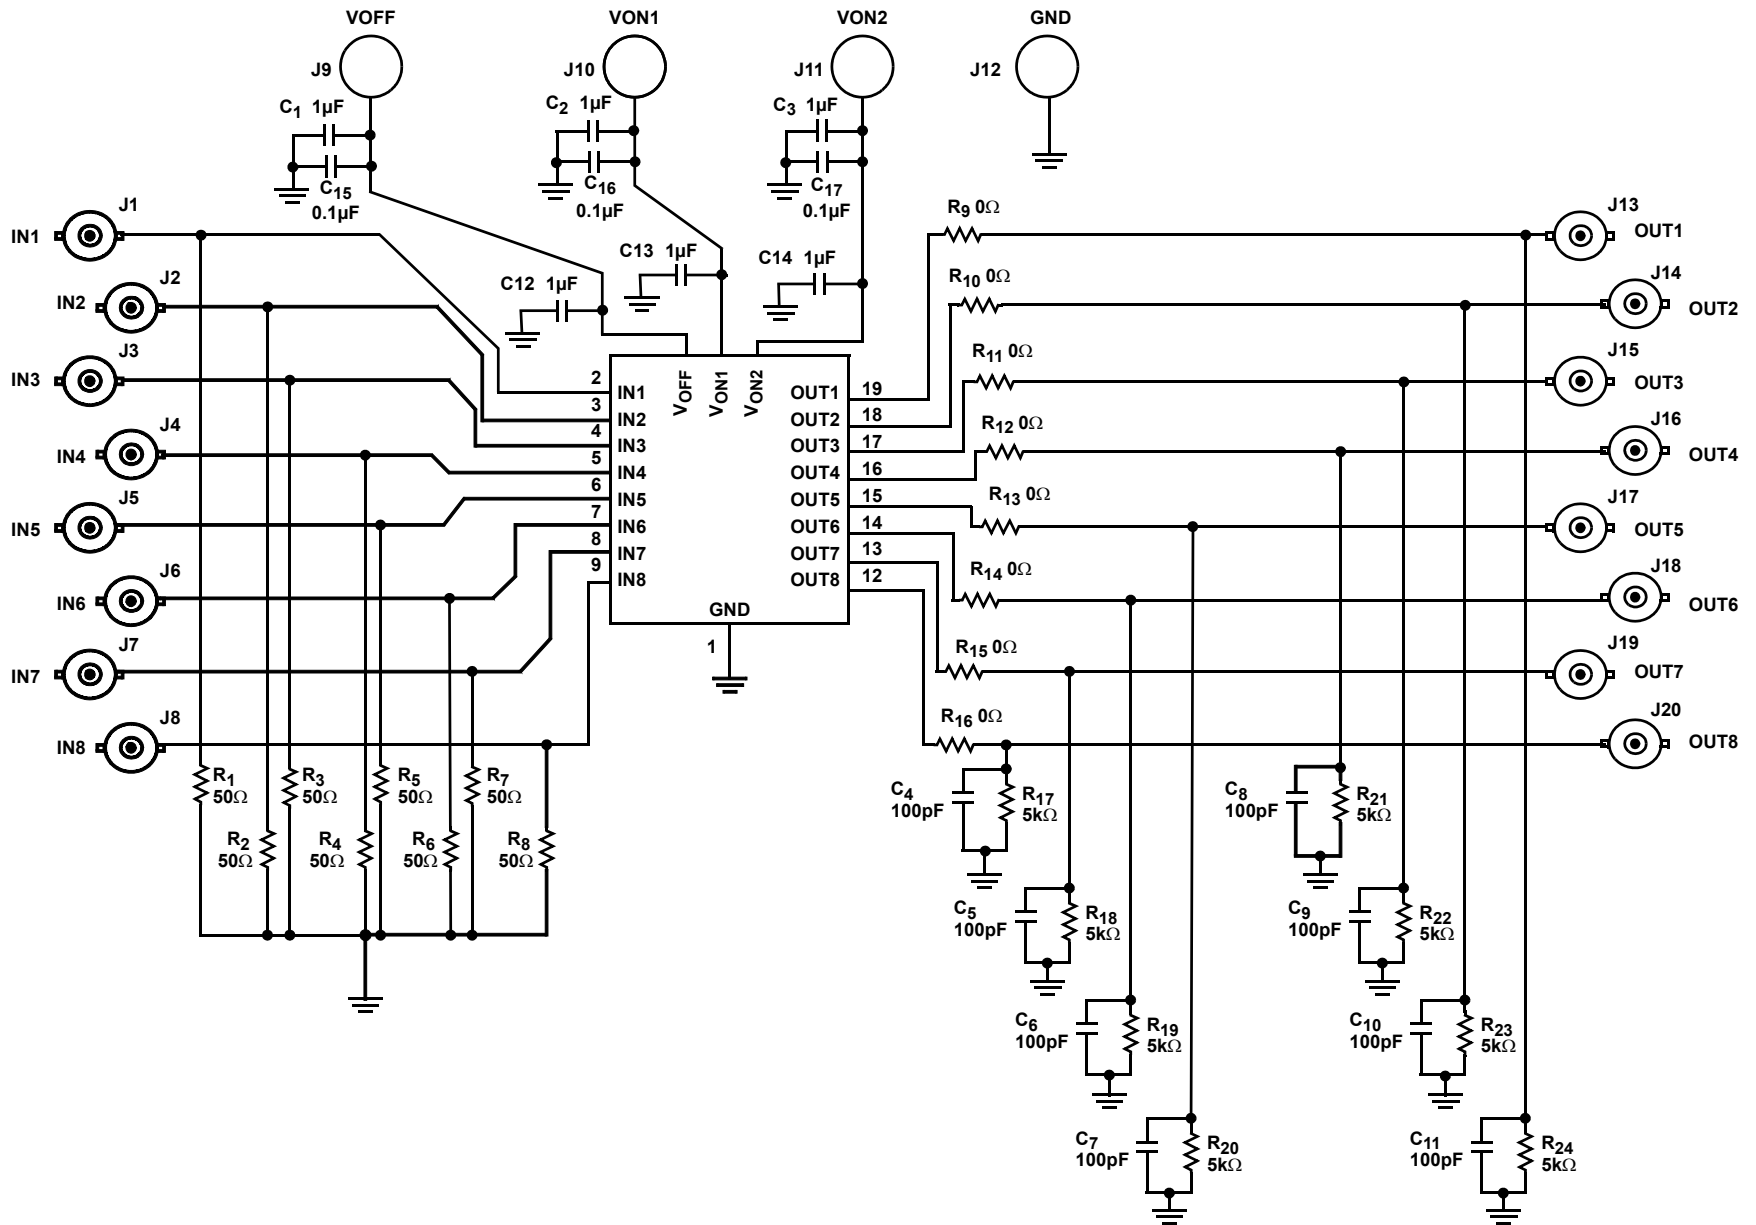 VOFF
VON1
VON2
GND
J9
J10
J11
J12
C1 1µF
C2 1µF
C3 1µF
C15
0.1µF
C16
0.1µF
C17
0.1µF
C12 1µF
C13 1µF
C14 1µF
IN1
J1
IN2
J2
IN3
J3
IN4
J4
IN5
J5
IN6
J6
IN7
J7
IN8
J8
R1
50Ω
R3
50Ω
R5
50Ω
R7
50Ω
R2
50Ω
R4
50Ω
R6
50Ω
R8
50Ω
VOFF
VON1
VON2
2
IN1
3
IN2
4
IN3
5
IN4
6
IN5
7
IN6
8
IN7
9
IN8
OUT1
19
OUT2
18
OUT3
17
OUT4
16
OUT5
15
OUT6
14
OUT7
13
OUT8
12
GND
1
R9 0Ω
R10 0Ω
R11 0Ω
R12 0Ω
R13 0Ω
R14 0Ω
R15 0Ω
R16 0Ω
J13
OUT1
J14
OUT2
J15
OUT3
J16
OUT4
J17
OUT5
J18
OUT6
J19
OUT7
J20
OUT8
C4
100pF
R17
5kΩ
C8
100pF
R21
5kΩ
C5
100pF
R18
5kΩ
C9
100pF
R22
5kΩ
C6
100pF
R19
5kΩ
C10
100pF
R23
5kΩ
C7
100pF
R20
5kΩ
C11
100pF
R24
5kΩ